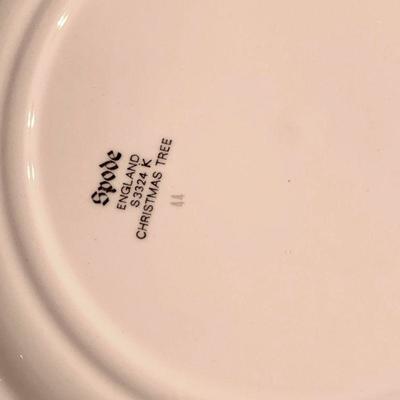 Spode
ENGLAND
S3324 K
CHRISTMAS TREE
44